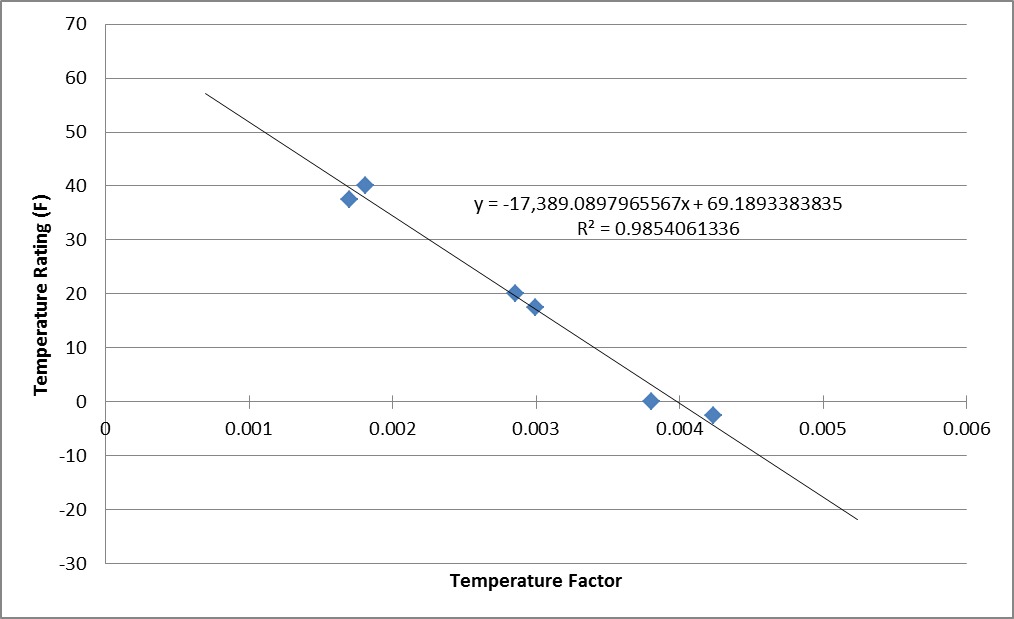 70
60
50
40
30
20
10
0
-10
-20
-30
Temperature Rating (F)
y = -17,389.0897965567x + 69.1893383835
R² = 0.9854061336
0 0.001 0.002 0.003 0.004 0.005 0.006
Temperature Factor